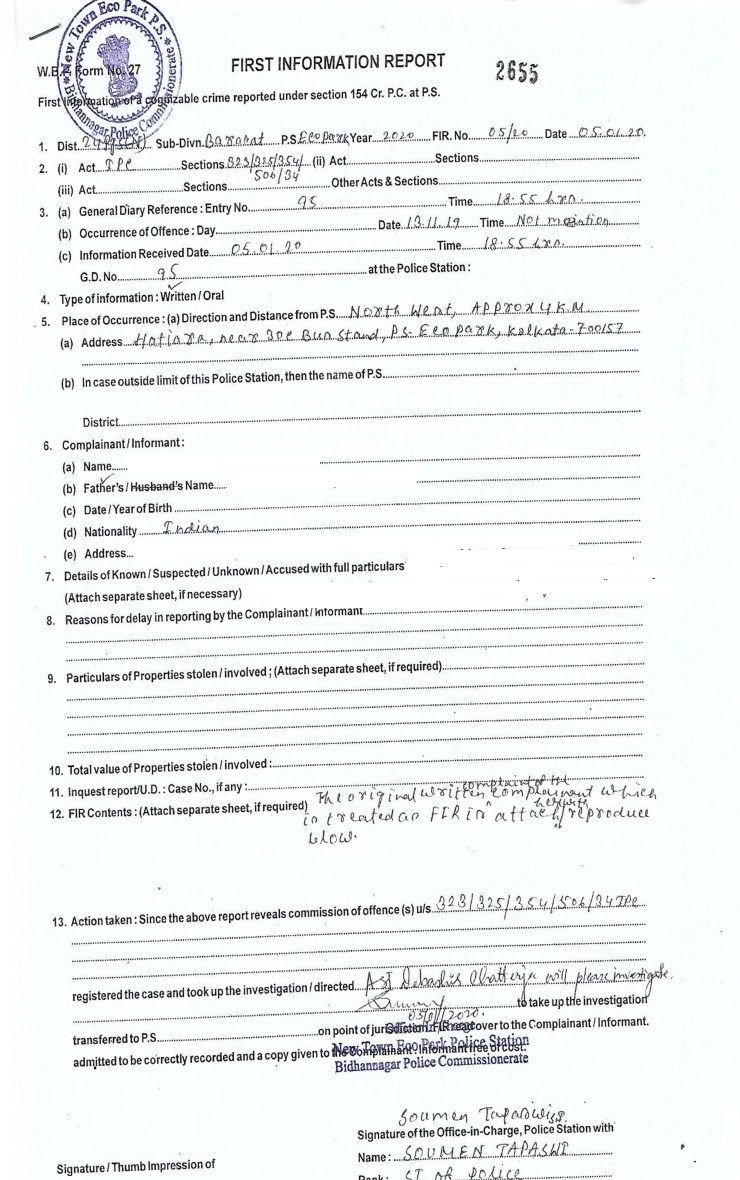 New Town Eco Park P.S.
Bidhannagar Police Commissionerate
W.B.P. Form No. 27
FIRST INFORMATION REPORT
2655
First Information of a cognizable crime reported under section 154 Cr. P.C. at P.S.
1. Dist. 24 Pgs(N) Sub-Divn. Barasat P.S. Eco Park Year 2020 FIR. No. 05/20 Date 05.01.20.
2. (i) Act IPC Sections 323/325/354/ (ii) Act Sections
506/34
(iii) Act Sections Other Acts & Sections
3. (a) General Diary Reference : Entry No. 95 Time 18.55 hrs.
(b) Occurrence of Offence : Day Date 13.11.19 Time Not mention
(c) Information Received Date 05.01.20 Time 18.55 hrs.
G.D. No. 95 at the Police Station :
4. Type of information : Written / Oral
5. Place of Occurrence : (a) Direction and Distance from P.S. North West, APPROX 4 K.M.
(a) Address Hatiara, near 30C Bus Stand, PS- Eco park, Kolkata-700157
(b) In case outside limit of this Police Station, then the name of P.S.
District
6. Complainant / Informant :
(a) Name
(b) Father's / Husband's Name
(c) Date / Year of Birth
(d) Nationality Indian
(e) Address
7. Details of Known / Suspected / Unknown / Accused with full particulars
(Attach separate sheet, if necessary)
8. Reasons for delay in reporting by the Complainant / Informant
9. Particulars of Properties stolen / involved ; (Attach separate sheet, if required)
10. Total value of Properties stolen / involved :
11. Inquest report/U.D. : Case No., if any :
complaint of the
12. FIR Contents : (Attach separate sheet, if required) The original written complainant which
herewith
is treated as FIR is attach/reproduce
blow.
13. Action taken : Since the above report reveals commission of offence (s) u/s 323/325/354/506/34 IPC
registered the case and took up the investigation / directed ASI Debashis Chatterjee will please investigate.
to take up the investigation
05/01/2020.
transferred to P.S. on point of jurisdiction. FIR read over to the Complainant / Informant.
admitted to be correctly recorded and a copy given to the Complainant. Informant free of cost.
New Town Eco Park Police Station
Bidhannagar Police Commissionerate
Soumen Tapaswi
Signature of the Office-in-Charge, Police Station with
Name : SOUMEN TAPASWI
Signature / Thumb Impression of
Rank : SI OF POLICE